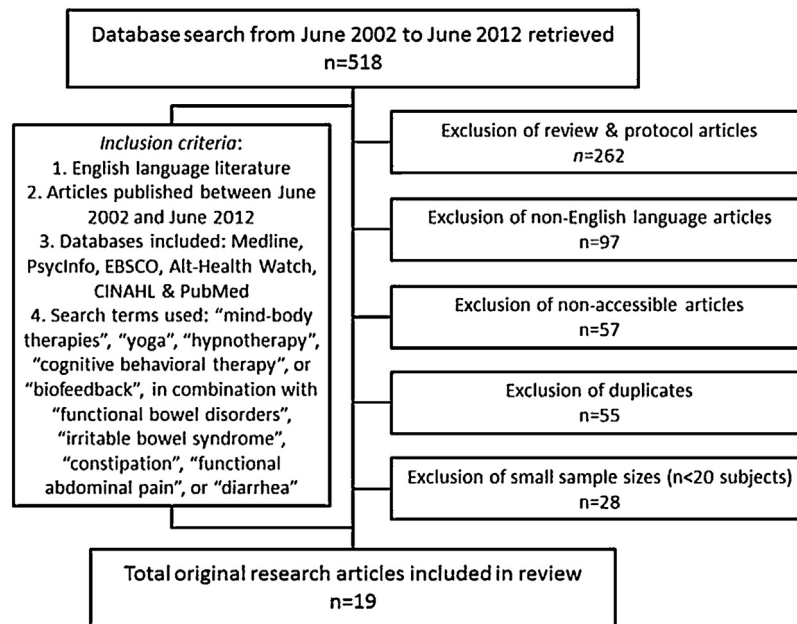 Database search from June 2002 to June 2012 retrieved
n=518
Inclusion criteria:
1. English language literature
2. Articles published between June
2002 and June 2012
3. Databases included: Medline,
PsycInfo, EBSCO, Alt-Health Watch,
CINAHL & PubMed
4. Search terms used: “mind-body
therapies”, “yoga”, “hypnotherapy”,
“cognitive behavioral therapy”, or
“biofeedback”, in combination with
“functional bowel disorders”,
“irritable bowel syndrome”,
“constipation”, “functional
abdominal pain”, or “diarrhea”
Exclusion of review & protocol articles
n=262
Exclusion of non-English language articles
n=97
Exclusion of non-accessible articles
n=57
Exclusion of duplicates
n=55
Exclusion of small sample sizes (n<20 subjects)
n=28
Total original research articles included in review
n=19